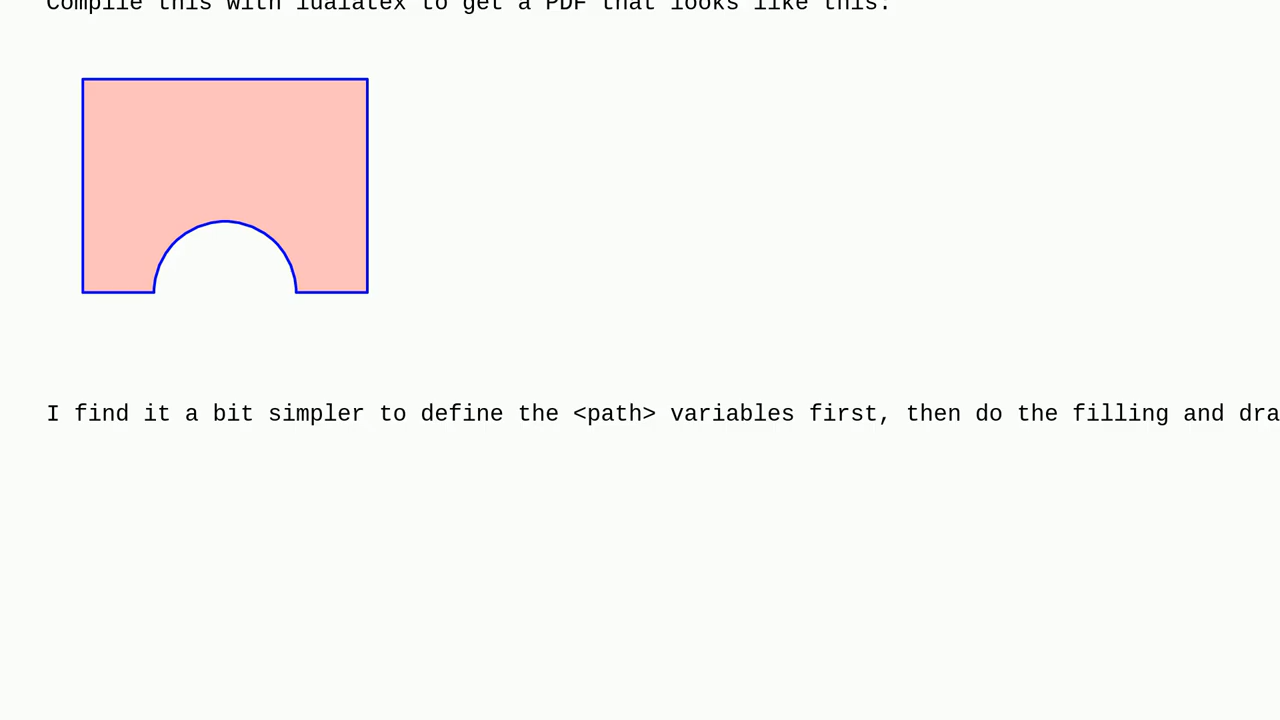 Compile this with lualatex to get a PDF that looks like this:
I find it a bit simpler to define the <path> variables first, then do the filling and